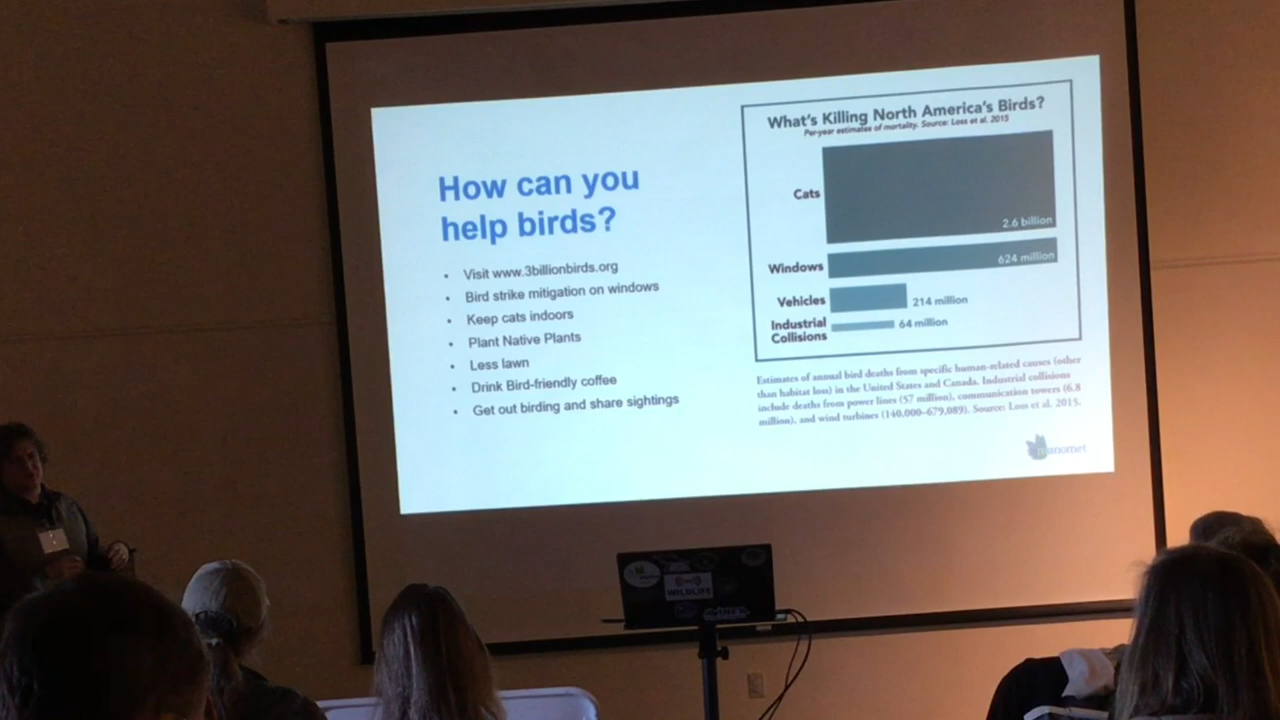 How can you
help birds?
• Visit www.3billionbirds.org
• Bird strike mitigation on windows
• Keep cats indoors
• Plant Native Plants
• Less lawn
• Drink Bird-friendly coffee
• Get out birding and share sightings
What's Killing North America's Birds?
Per-year estimates of mortality. Source: Loss et al. 2015
Cats
2.6 billion
Windows
624 million
Vehicles
214 million
Industrial
Collisions
64 million
Estimates of annual bird deaths from specific human-related causes (other
than habitat loss) in the United States and Canada. Industrial collisions
include deaths from power lines (57 million), communication towers (6.8
million), and wind turbines (140,000–679,089). Source: Loss et al. 2015.
WILDLIFE